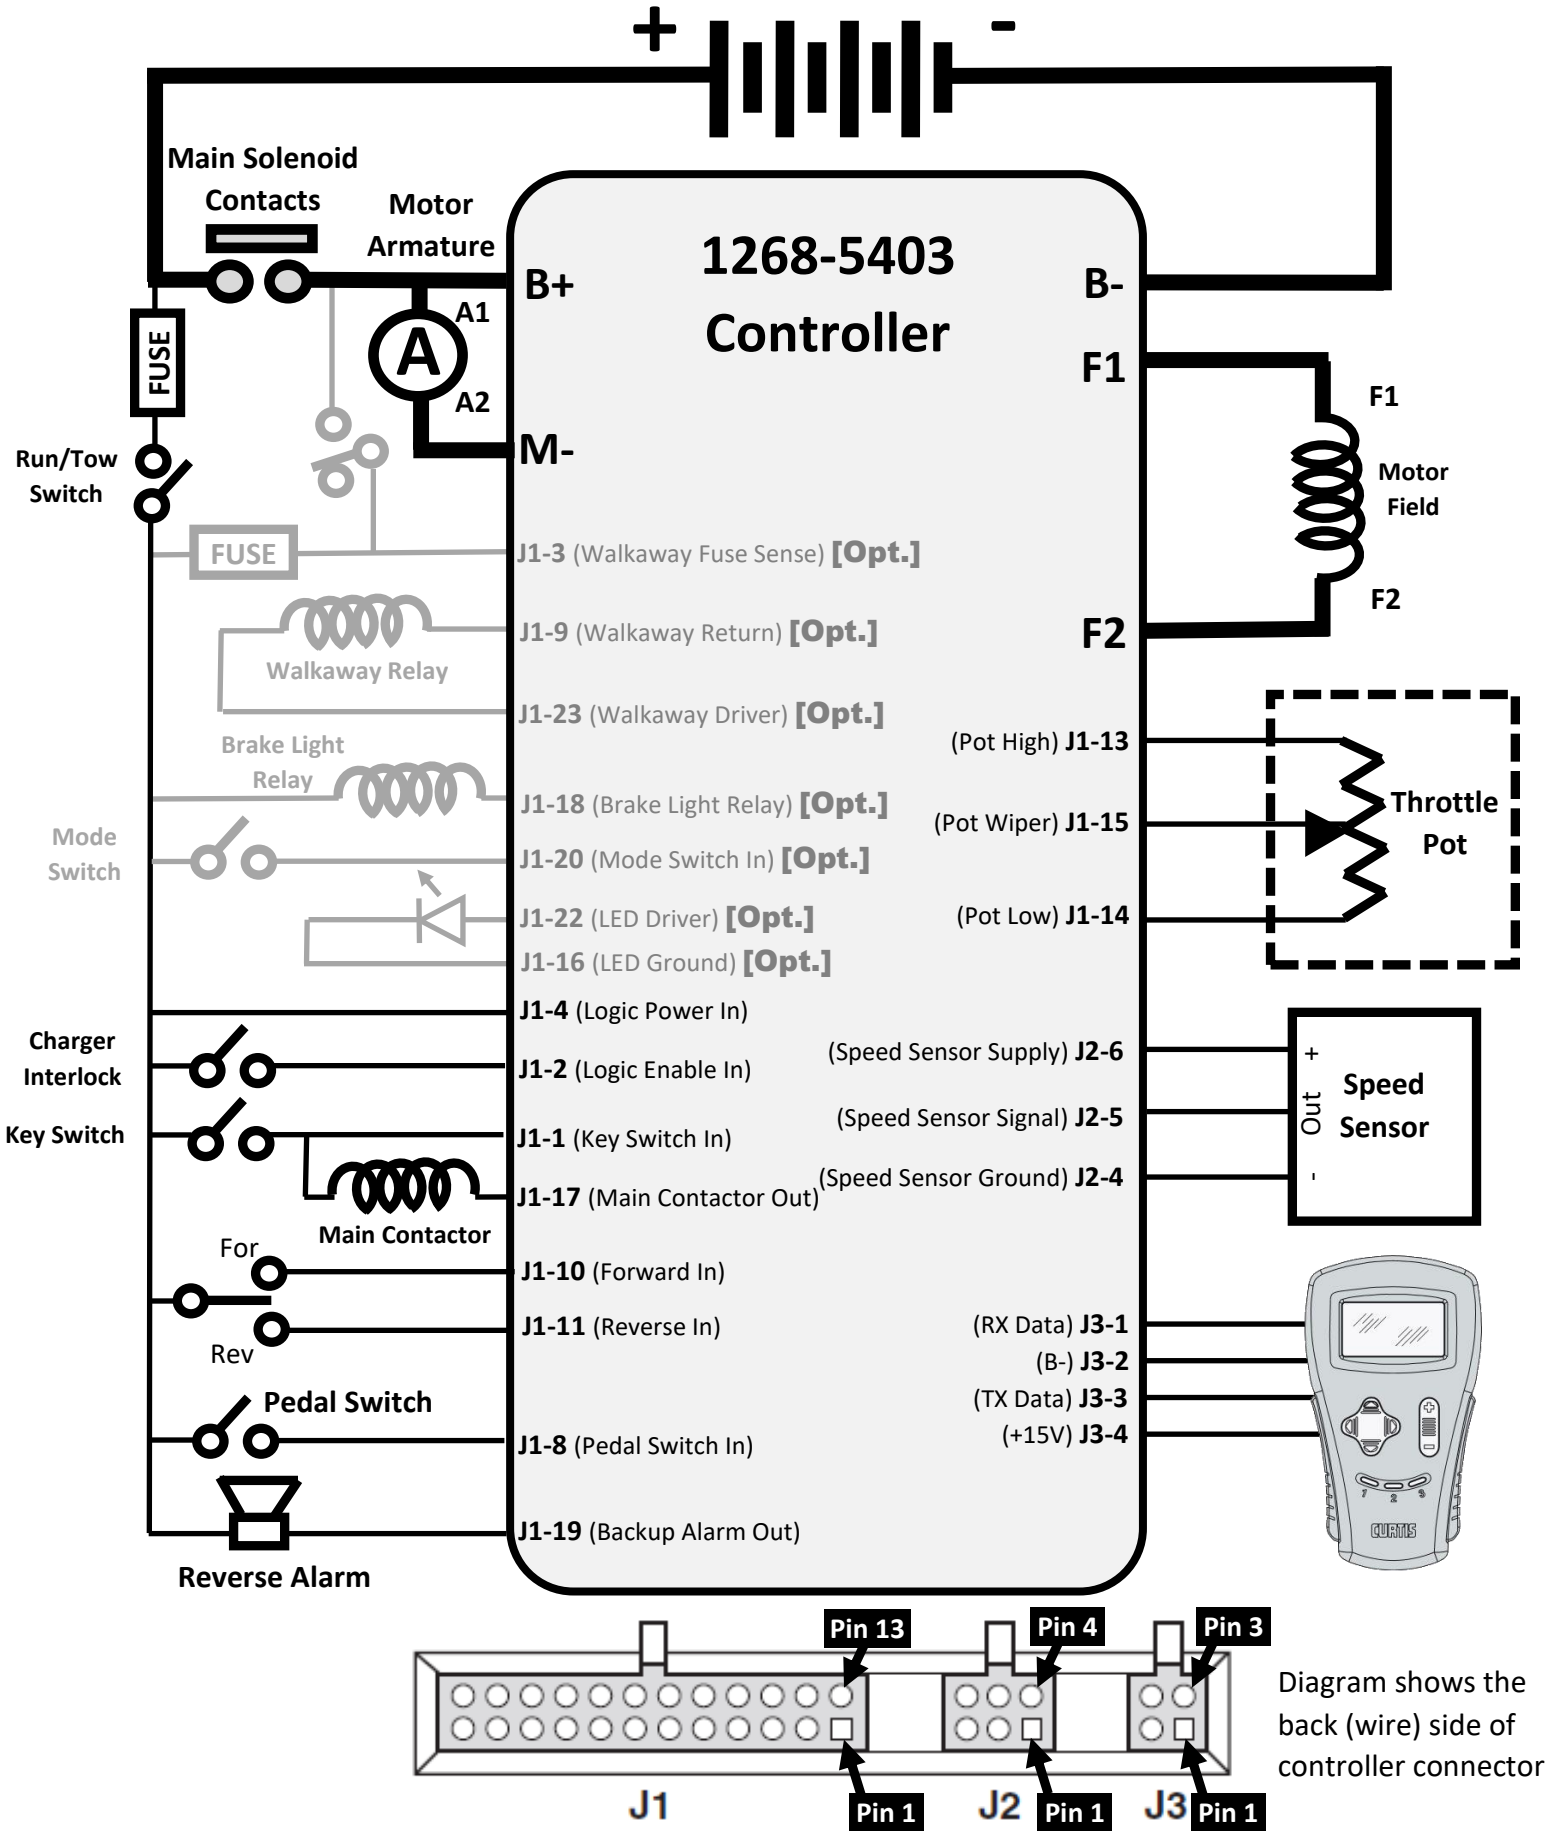 + -
Main Solenoid
Contacts
Motor
Armature
1268-5403
Controller
B+
B-
A1
A
A2
M-
FUSE
Run/Tow
Switch
F1
F1
Motor
Field
F2
F2
FUSE
J1-3 (Walkaway Fuse Sense) [Opt.]
J1-9 (Walkaway Return) [Opt.]
Walkaway Relay
J1-23 (Walkaway Driver) [Opt.]
Brake Light
Relay
J1-18 (Brake Light Relay) [Opt.]
Mode
Switch
J1-20 (Mode Switch In) [Opt.]
J1-22 (LED Driver) [Opt.]
J1-16 (LED Ground) [Opt.]
J1-4 (Logic Power In)
Charger
Interlock
J1-2 (Logic Enable In)
Key Switch
J1-1 (Key Switch In)
J1-17 (Main Contactor Out)
Main Contactor
For
J1-10 (Forward In)
J1-11 (Reverse In)
Rev
Pedal Switch
J1-8 (Pedal Switch In)
J1-19 (Backup Alarm Out)
Reverse Alarm
(Pot High) J1-13
(Pot Wiper) J1-15
(Pot Low) J1-14
Throttle
Pot
(Speed Sensor Supply) J2-6
(Speed Sensor Signal) J2-5
(Speed Sensor Ground) J2-4
+
Out
-
Speed
Sensor
(RX Data) J3-1
(B-) J3-2
(TX Data) J3-3
(+15V) J3-4
+
-
1 2 3
CURTIS
Pin 13
Pin 4
Pin 3
J1
Pin 1
J2
Pin 1
J3
Pin 1
Diagram shows the
back (wire) side of
controller connector